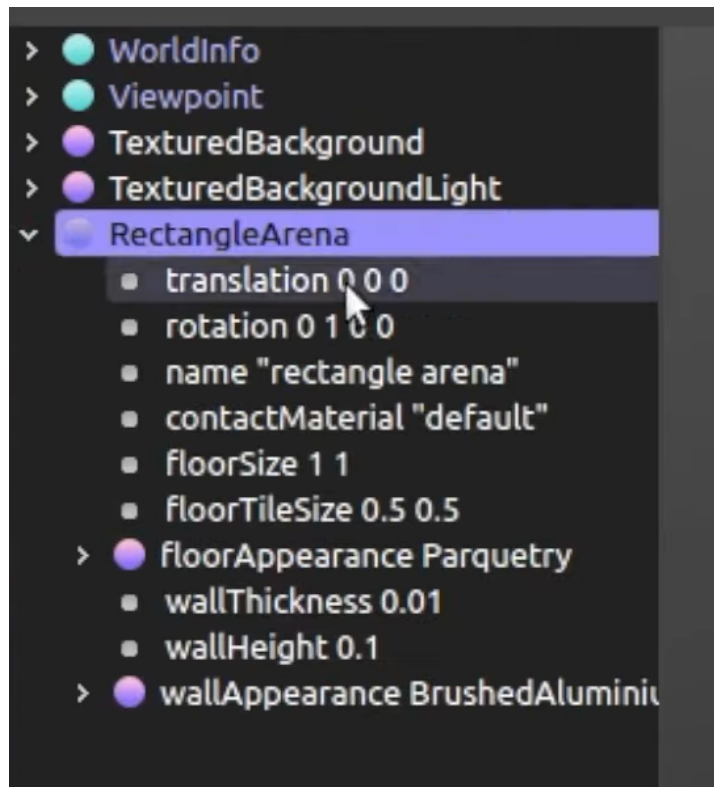 WorldInfo
Viewpoint
TexturedBackground
TexturedBackgroundLight
RectangleArena
translation 0 0 0
rotation 0 1 0 0
name "rectangle arena"
contactMaterial "default"
floorSize 1 1
floorTileSize 0.5 0.5
floorAppearance Parquetry
wallThickness 0.01
wallHeight 0.1
wallAppearance